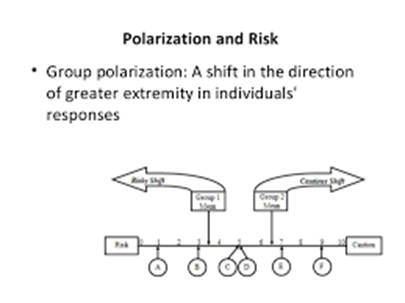 Polarization and Risk
• Group polarization: A shift in the direction
of greater extremity in individuals'
responses
Risky Shift
Cautious Shift
Group 1
Mean
Group 2
Mean
Risk
0 1 2 3 4 5 6 7 8 9 10
Caution
A B C D E F